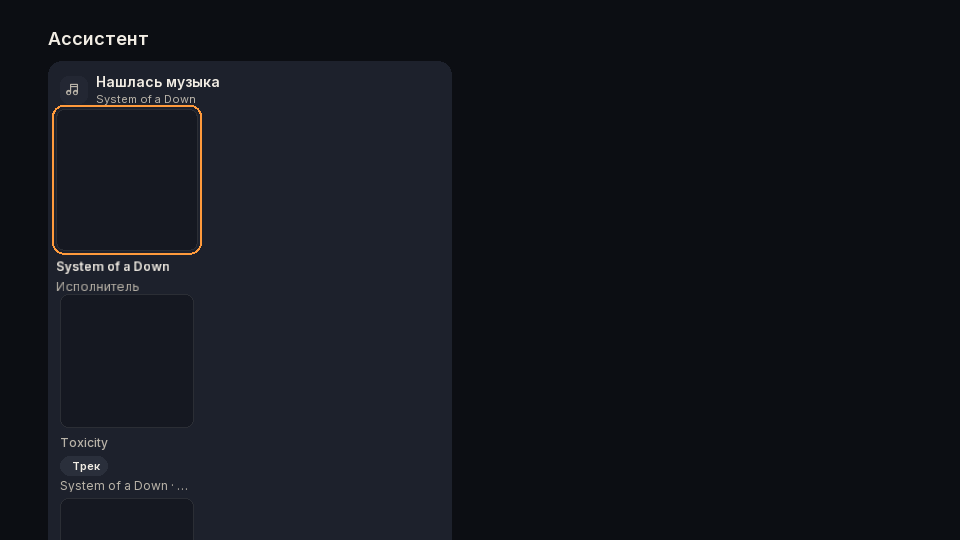 Ассистент
Нашлась музыка
System of a Down
System of a Down
Исполнитель
Toxicity
Трек
System of a Down · ...